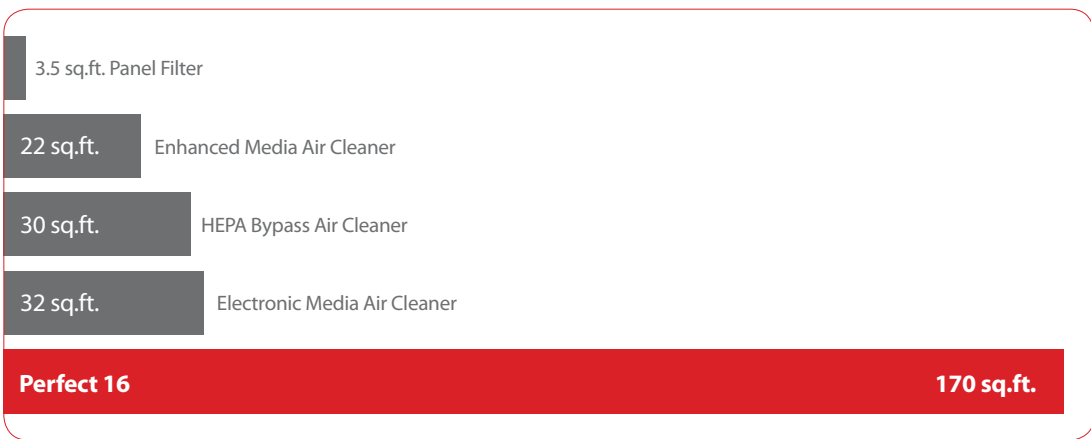 3.5 sq.ft. Panel Filter
22 sq.ft. Enhanced Media Air Cleaner
30 sq.ft. HEPA Bypass Air Cleaner
32 sq.ft. Electronic Media Air Cleaner
Perfect 16 170 sq.ft.